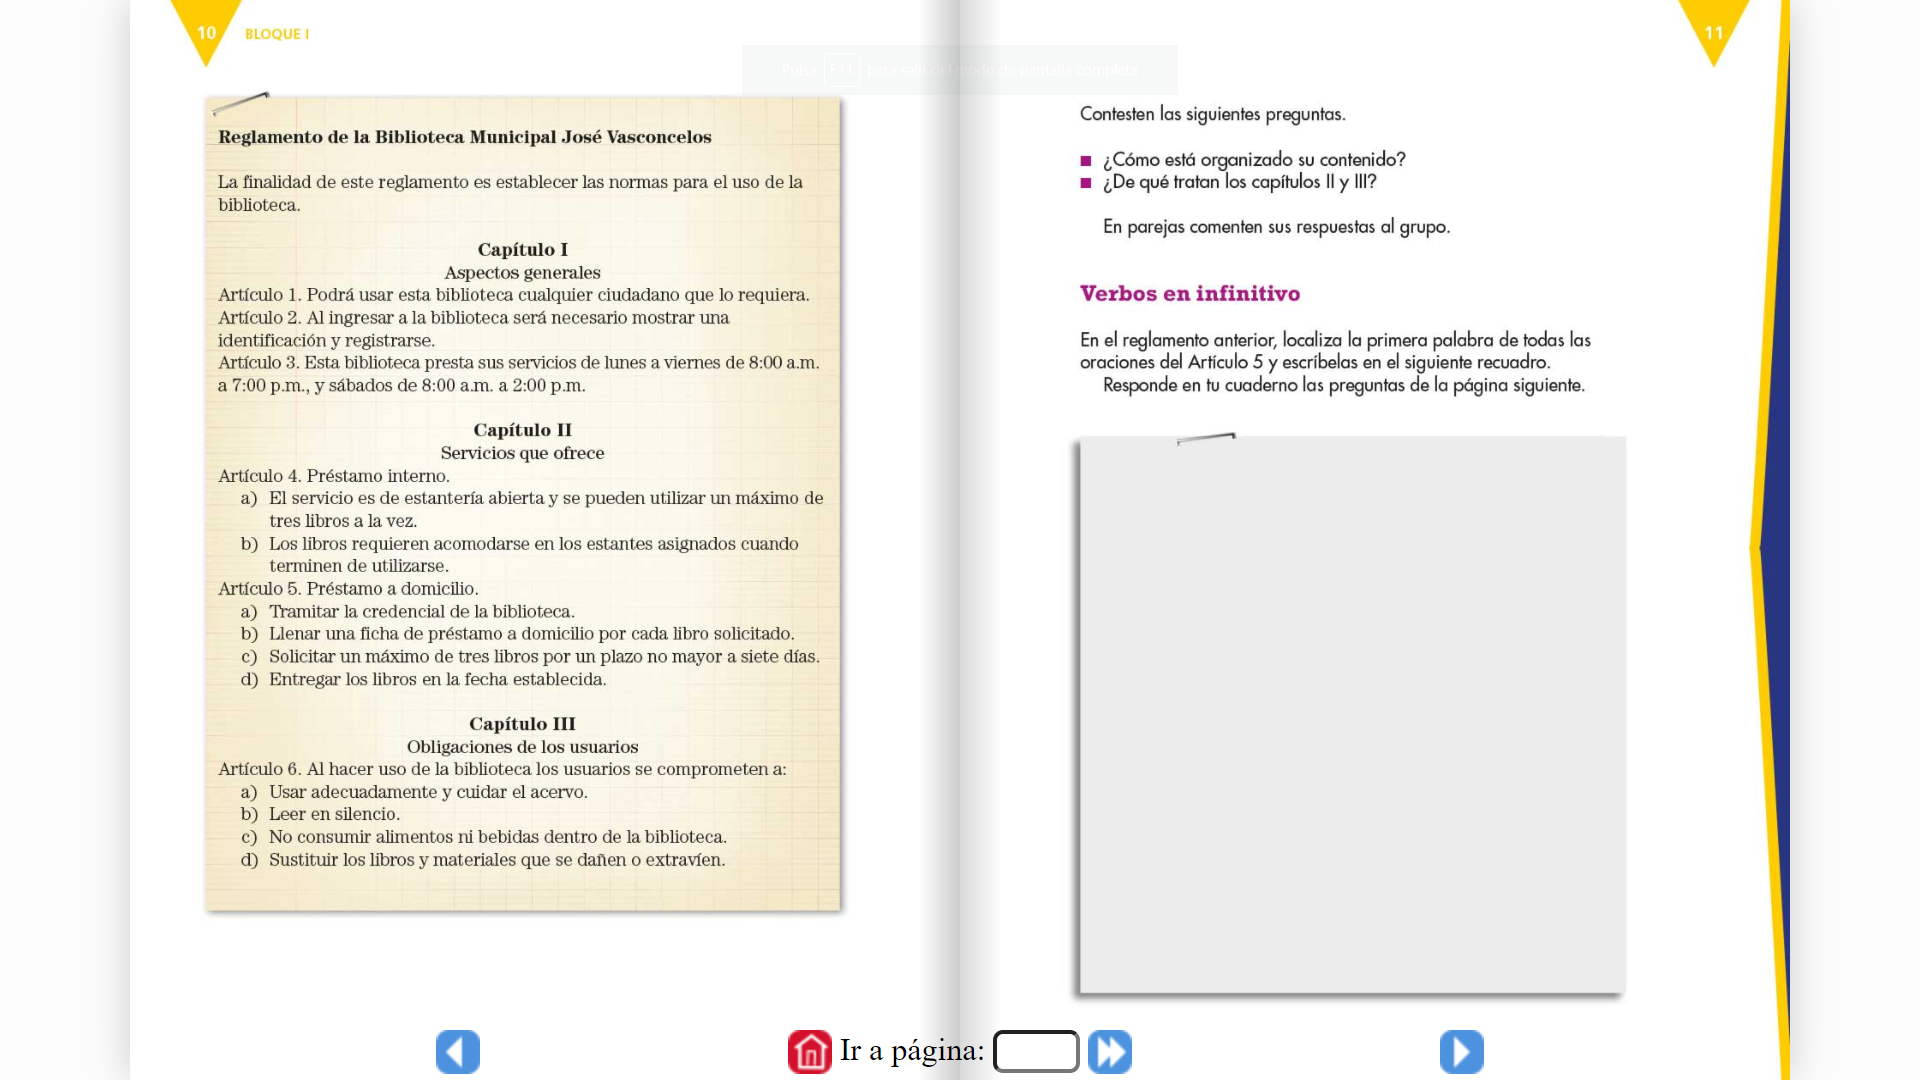 10 BLOQUE I
Reglamento de la Biblioteca Municipal José Vasconcelos
La finalidad de este reglamento es establecer las normas para el uso de la
biblioteca.
Capítulo I
Aspectos generales
Artículo 1. Podrá usar esta biblioteca cualquier ciudadano que lo requiera.
Artículo 2. Al ingresar a la biblioteca será necesario mostrar una
identificación y registrarse.
Artículo 3. Esta biblioteca presta sus servicios de lunes a viernes de 8:00 a.m.
a 7:00 p.m., y sábados de 8:00 a.m. a 2:00 p.m.
Capítulo II
Servicios que ofrece
Artículo 4. Préstamo interno.
a) El servicio es de estantería abierta y se pueden utilizar un máximo de
tres libros a la vez.
b) Los libros requieren acomodarse en los estantes asignados cuando
terminen de utilizarse.
Artículo 5. Préstamo a domicilio.
a) Tramitar la credencial de la biblioteca.
b) Llenar una ficha de préstamo a domicilio por cada libro solicitado.
c) Solicitar un máximo de tres libros por un plazo no mayor a siete días.
d) Entregar los libros en la fecha establecida.
Capítulo III
Obligaciones de los usuarios
Artículo 6. Al hacer uso de la biblioteca los usuarios se comprometen a:
a) Usar adecuadamente y cuidar el acervo.
b) Leer en silencio.
c) No consumir alimentos ni bebidas dentro de la biblioteca.
d) Sustituir los libros y materiales que se dañen o extravíen.
Pulsa F11 para salir del modo de pantalla completa
11
Contesten las siguientes preguntas.
¿Cómo está organizado su contenido?
¿De qué tratan los capítulos II y III?
En parejas comenten sus respuestas al grupo.
Verbos en infinitivo
En el reglamento anterior, localiza la primera palabra de todas las
oraciones del Artículo 5 y escríbelas en el siguiente recuadro.
Responde en tu cuaderno las preguntas de la página siguiente.
Ir a página: